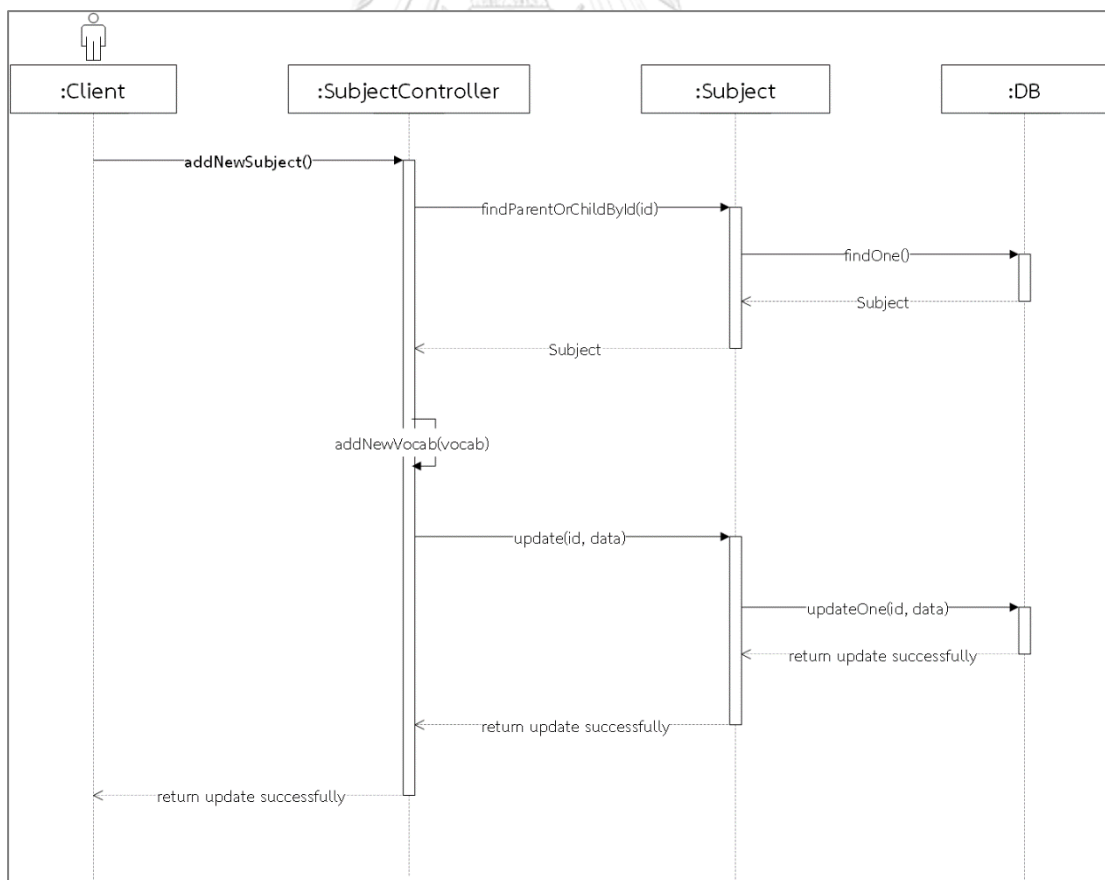 :Client
:SubjectController
:Subject
:DB
addNewSubject()
findParentOrChildById(id)
findOne()
Subject
Subject
addNewVocab(vocab)
update(id, data)
updateOne(id, data)
return update successfully
return update successfully
return update successfully